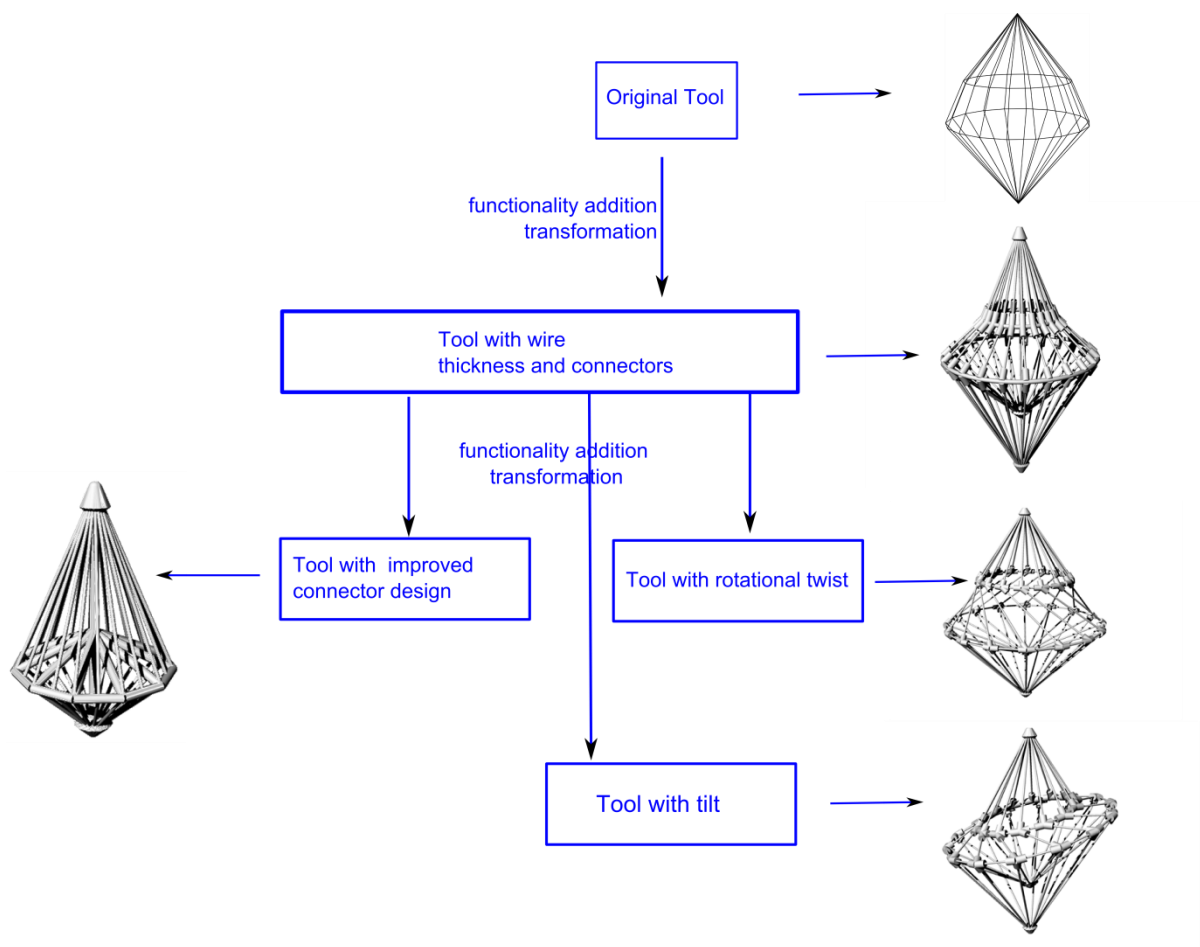 Original Tool
functionality addition
transformation
Tool with wire
thickness and connectors
functionality addition
transformation
Tool with  improved
connector design
Tool with rotational twist
Tool with tilt